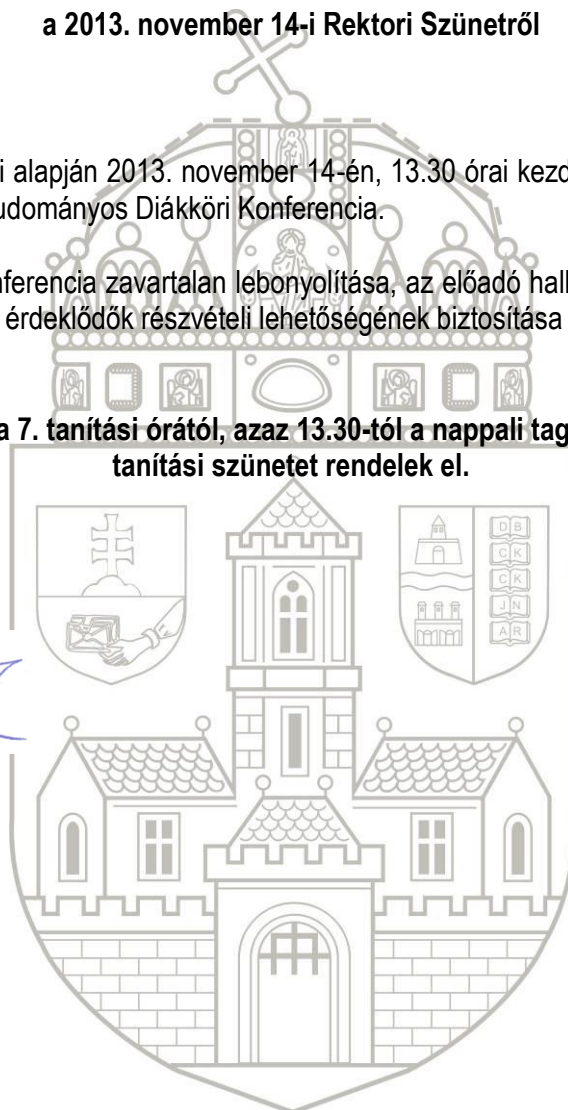 a 2013. november 14-i Rektori Szünetről
i alapján 2013. november 14-én, 13.30 órai kezd
udományos Diákköri Konferencia.
nferencia zavartalan lebonyolítása, az előadó hall
érdeklődők részvételi lehetőségének biztosítása
a 7. tanítási órától, azaz 13.30-tól a nappali tag
tanítási szünetet rendelek el.
D B
C K
C K
J N
A R